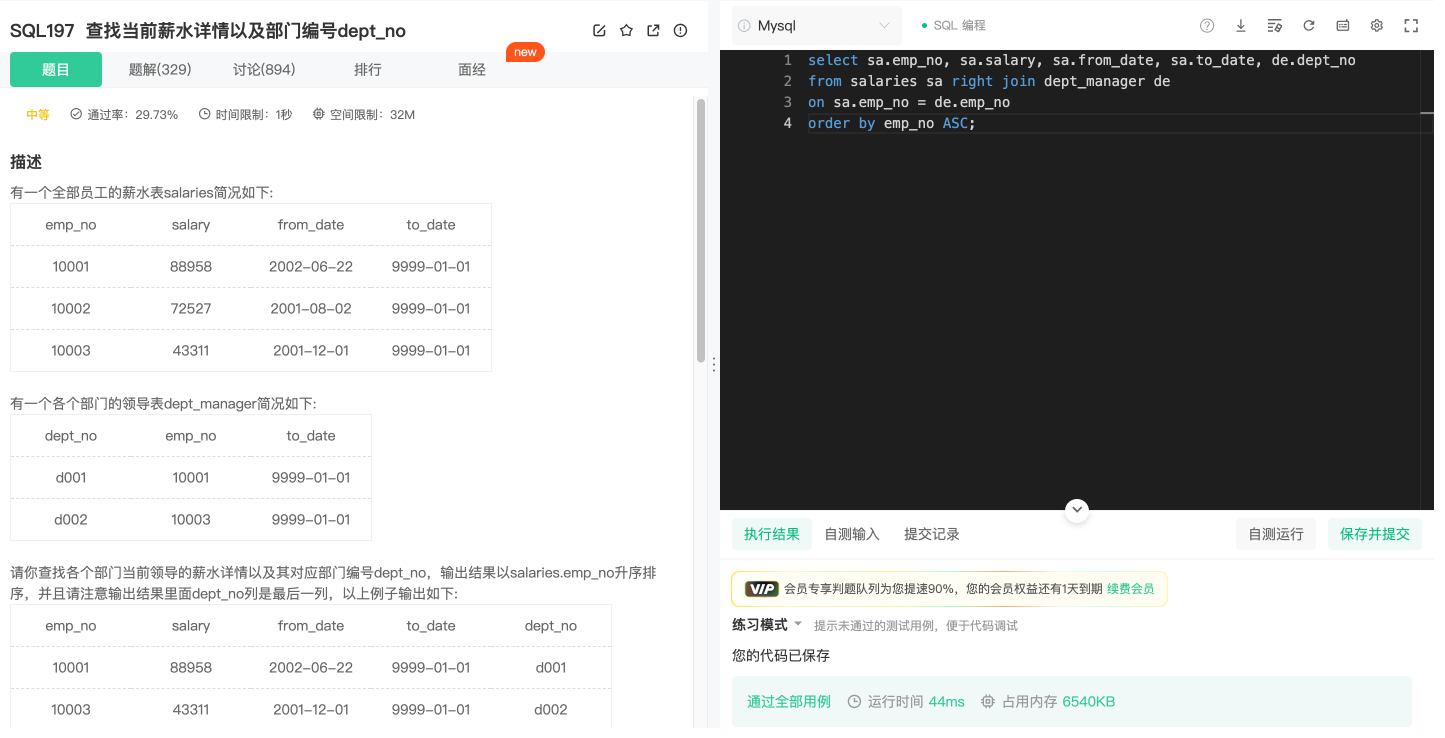 SQL197 查找当前薪水详情以及部门编号dept_no
题目 题解(329) 讨论(894) 排行 面经 new
中等 通过率：29.73% 时间限制：1秒 空间限制：32M
描述
有一个全部员工的薪水表salaries简况如下:
emp_no salary from_date to_date
10001 88958 2002-06-22 9999-01-01
10002 72527 2001-08-02 9999-01-01
10003 43311 2001-12-01 9999-01-01
有一个各个部门的领导表dept_manager简况如下:
dept_no emp_no to_date
d001 10001 9999-01-01
d002 10003 9999-01-01
请你查找各个部门当前领导的薪水详情以及其对应部门编号dept_no，输出结果以salaries.emp_no升序排
序，并且请注意输出结果里面dept_no列是最后一列，以上例子输出如下:
emp_no salary from_date to_date dept_no
10001 88958 2002-06-22 9999-01-01 d001
10003 43311 2001-12-01 9999-01-01 d002
Mysql SQL 编程
1 select sa.emp_no, sa.salary, sa.from_date, sa.to_date, de.dept_no
2 from salaries sa right join dept_manager de
3 on sa.emp_no = de.emp_no
4 order by emp_no ASC;
执行结果 自测输入 提交记录 自测运行 保存并提交
VIP 会员专享判题队列为您提速90%，您的会员权益还有1天到期 续费会员
练习模式 提示未通过的测试用例，便于代码调试
您的代码已保存
通过全部用例 运行时间 44ms 占用内存 6540KB